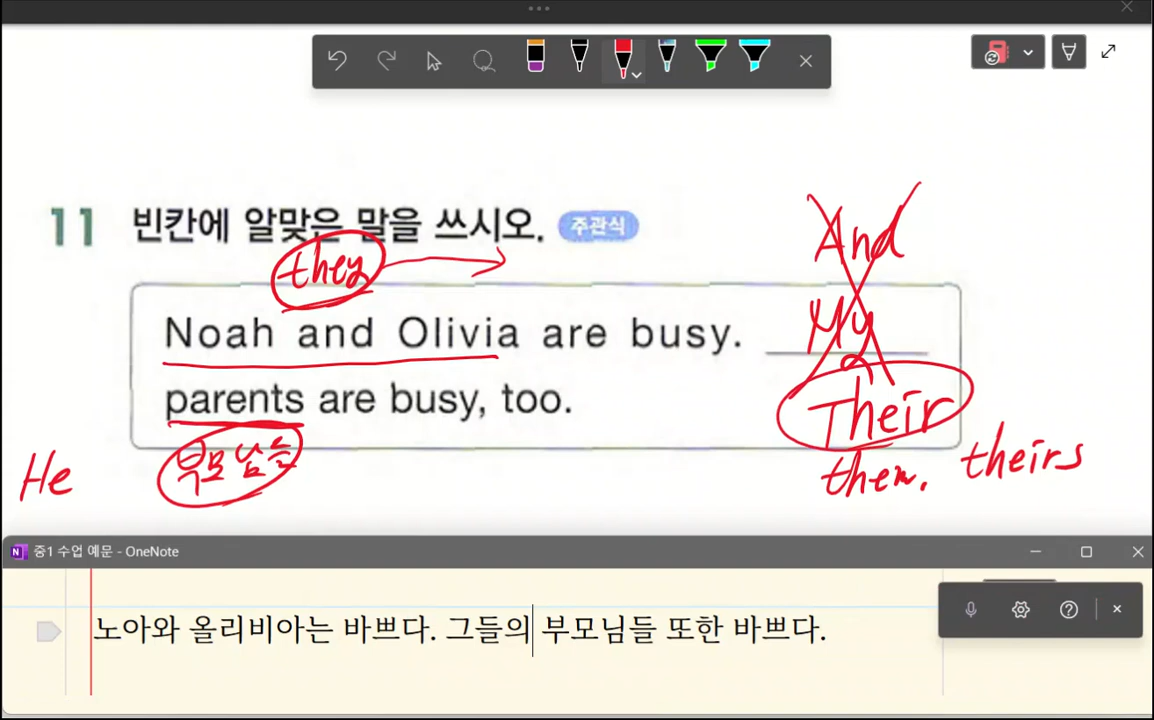 11 빈칸에 알맞은 말을 쓰시오. 주관식
And
they
My
Noah and Olivia are busy.
parents are busy, too.
Their
He
부모님들
them, theirs
중1 수업 예문 - OneNote
노아와 올리비아는 바쁘다. 그들의 부모님들 또한 바쁘다.